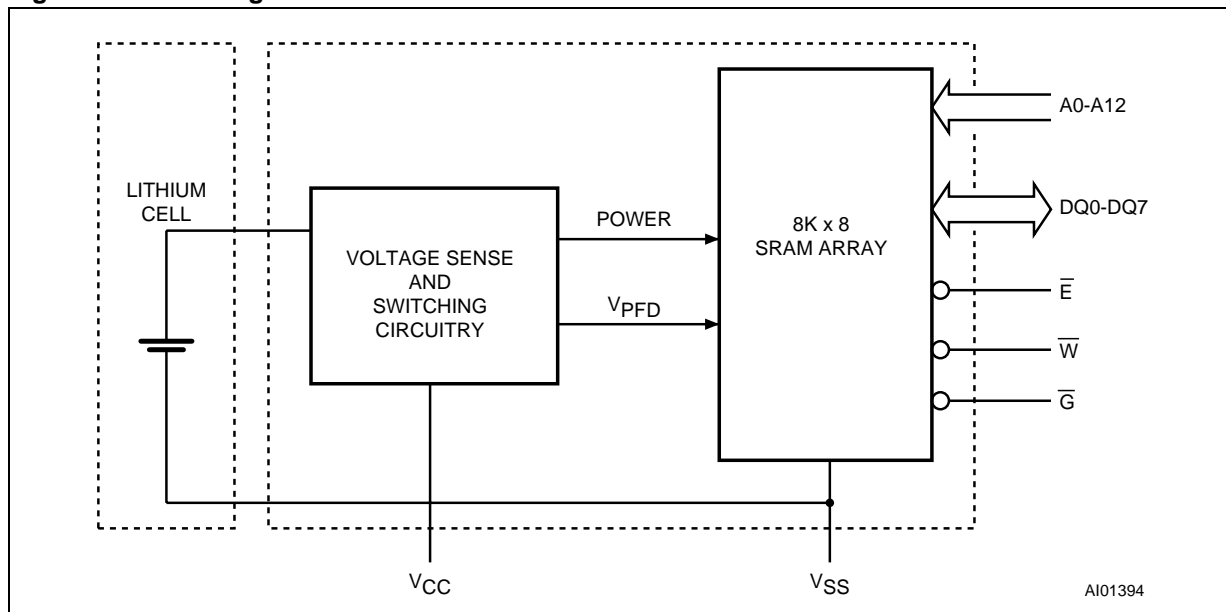 LITHIUM
CELL
VOLTAGE SENSE
AND
SWITCHING
CIRCUITRY
POWER
VPFD
8K x 8
SRAM ARRAY
A0-A12
DQ0-DQ7
E̅
W̅
G̅
VCC
VSS
AI01394